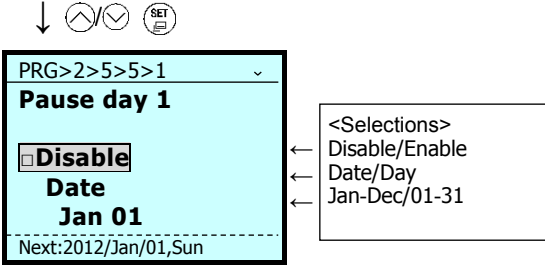 ↓ /
SET
PRG>2>5>5>1
Pause day 1
□Disable
Date
Jan 01
Next:2012/Jan/01,Sun
<Selections>
← Disable/Enable
← Date/Day
← Jan-Dec/01-31